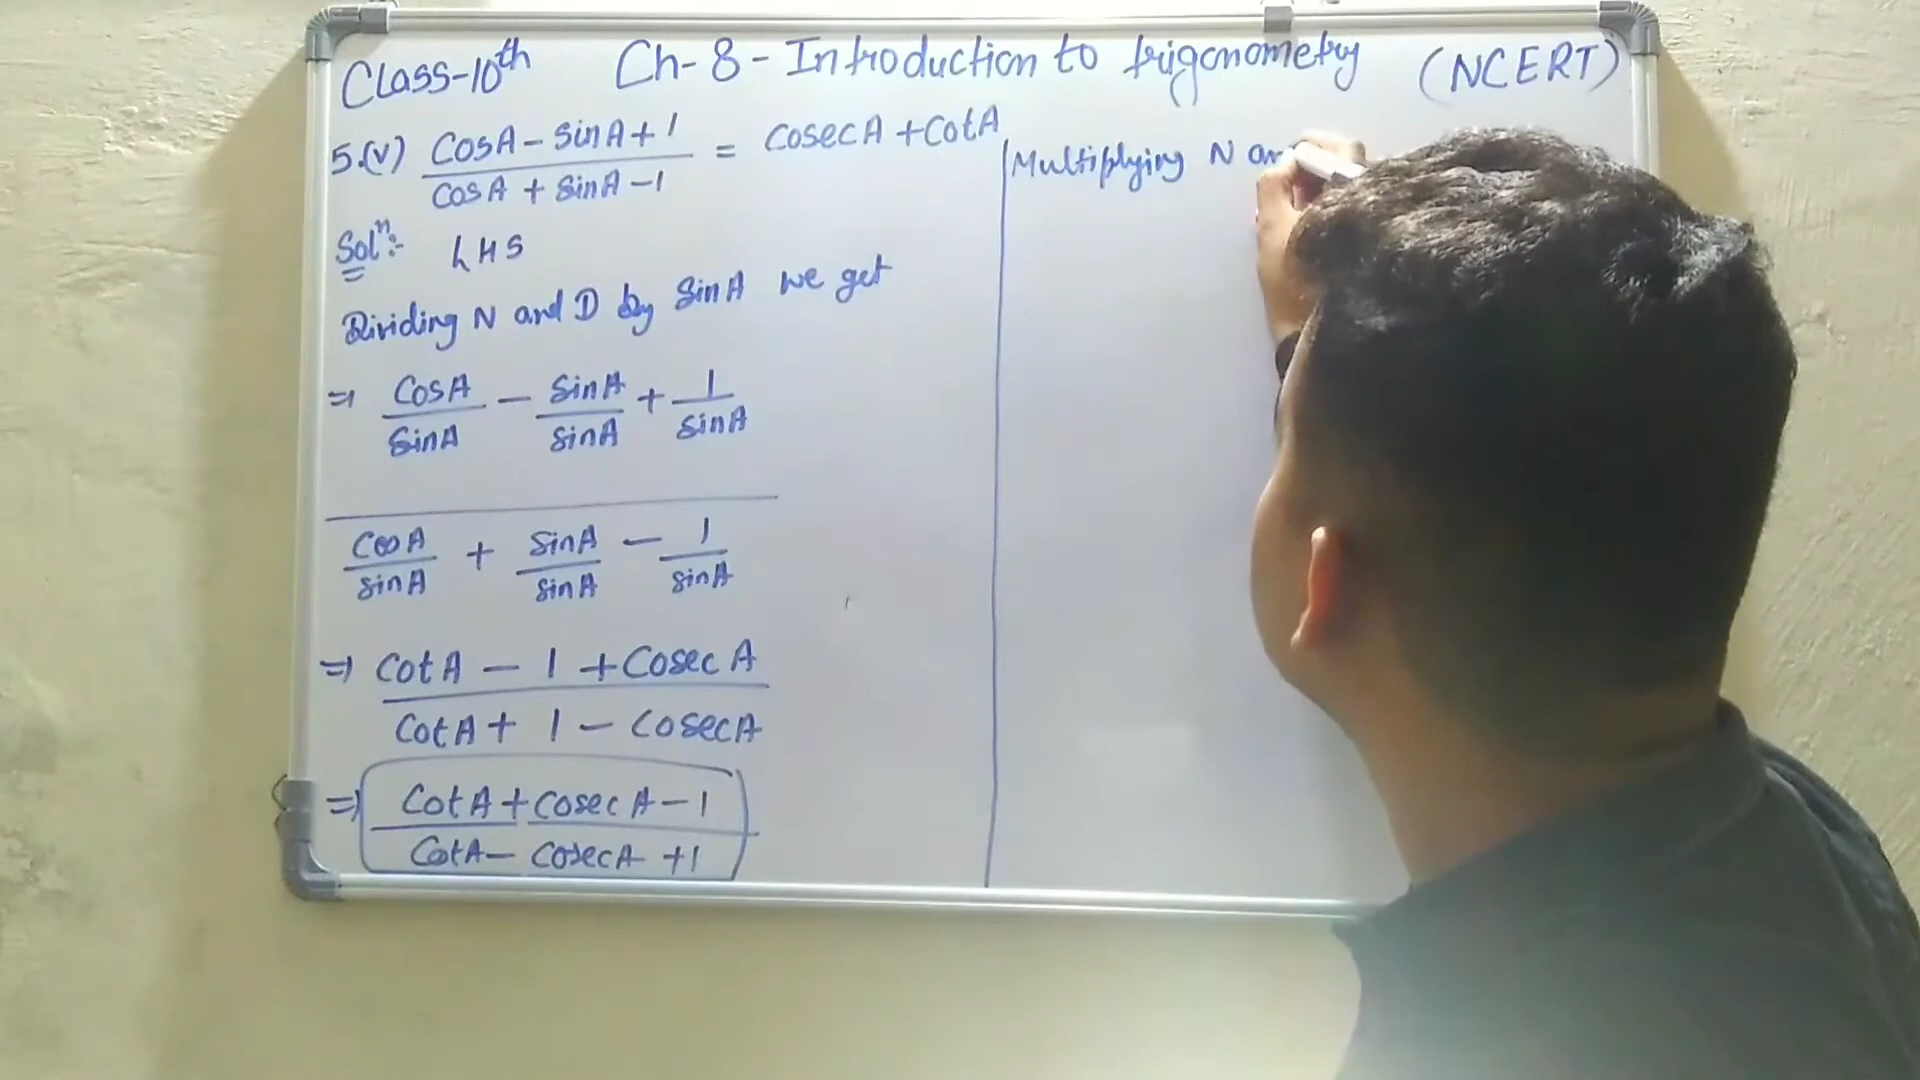 Class-10th Ch-8-Introduction to trigonometry (NCERT)
5.(v) CosA - SinA + 1 = CosecA + CotA
CosA + SinA - 1
Solⁿ:- LHS
Dividing N and D by SinA we get
⇒ CosA - SinA + 1
SinA SinA SinA
CosA + SinA - 1
SinA SinA SinA
⇒ CotA - 1 + CosecA
CotA + 1 - CosecA
⇒ CotA + CosecA - 1
CotA - CosecA + 1
Multiplying N